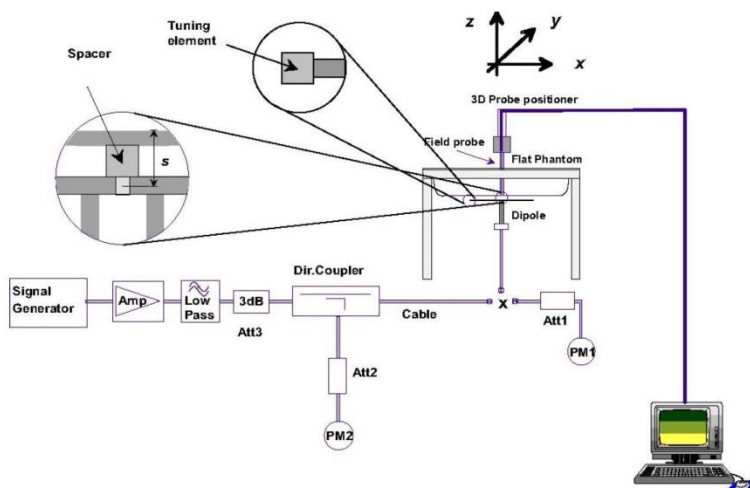 Tuning
element
Spacer
s
z
y
x
3D Probe positioner
Field probe
Flat Phantom
Dipole
Signal
Generator
Amp
Low
Pass
3dB
Att3
Dir.Coupler
Cable
x
Att1
PM1
Att2
PM2